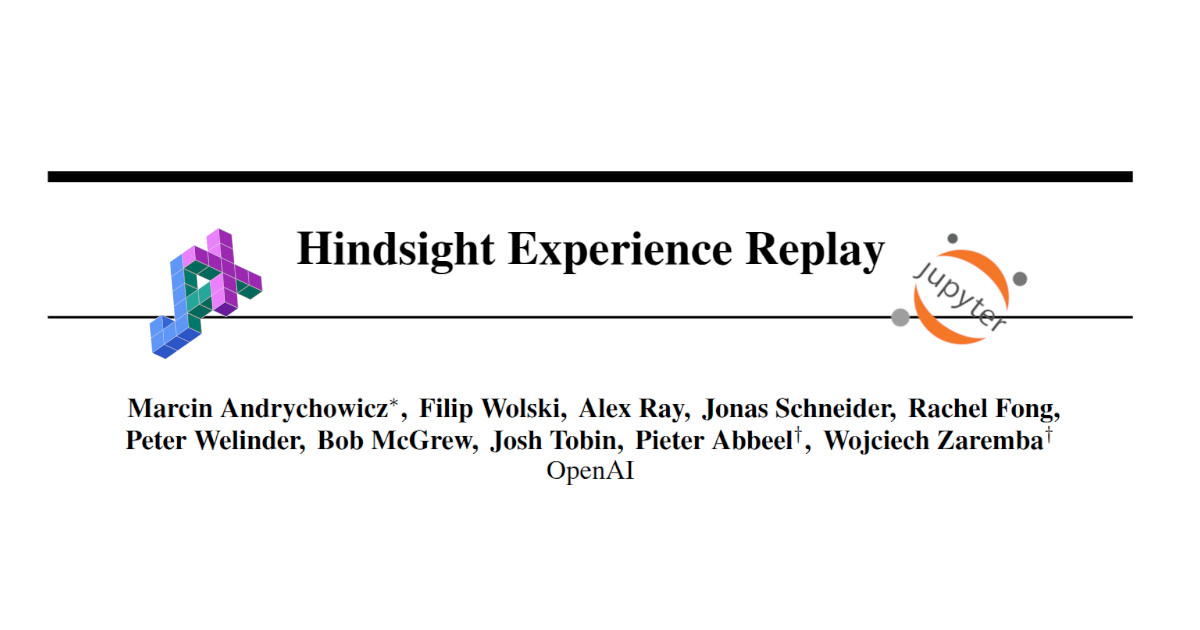 Hindsight Experience Replay
jupyter
Marcin Andrychowicz*, Filip Wolski, Alex Ray, Jonas Schneider, Rachel Fong,
Peter Welinder, Bob McGrew, Josh Tobin, Pieter Abbeel†, Wojciech Zaremba†
OpenAI